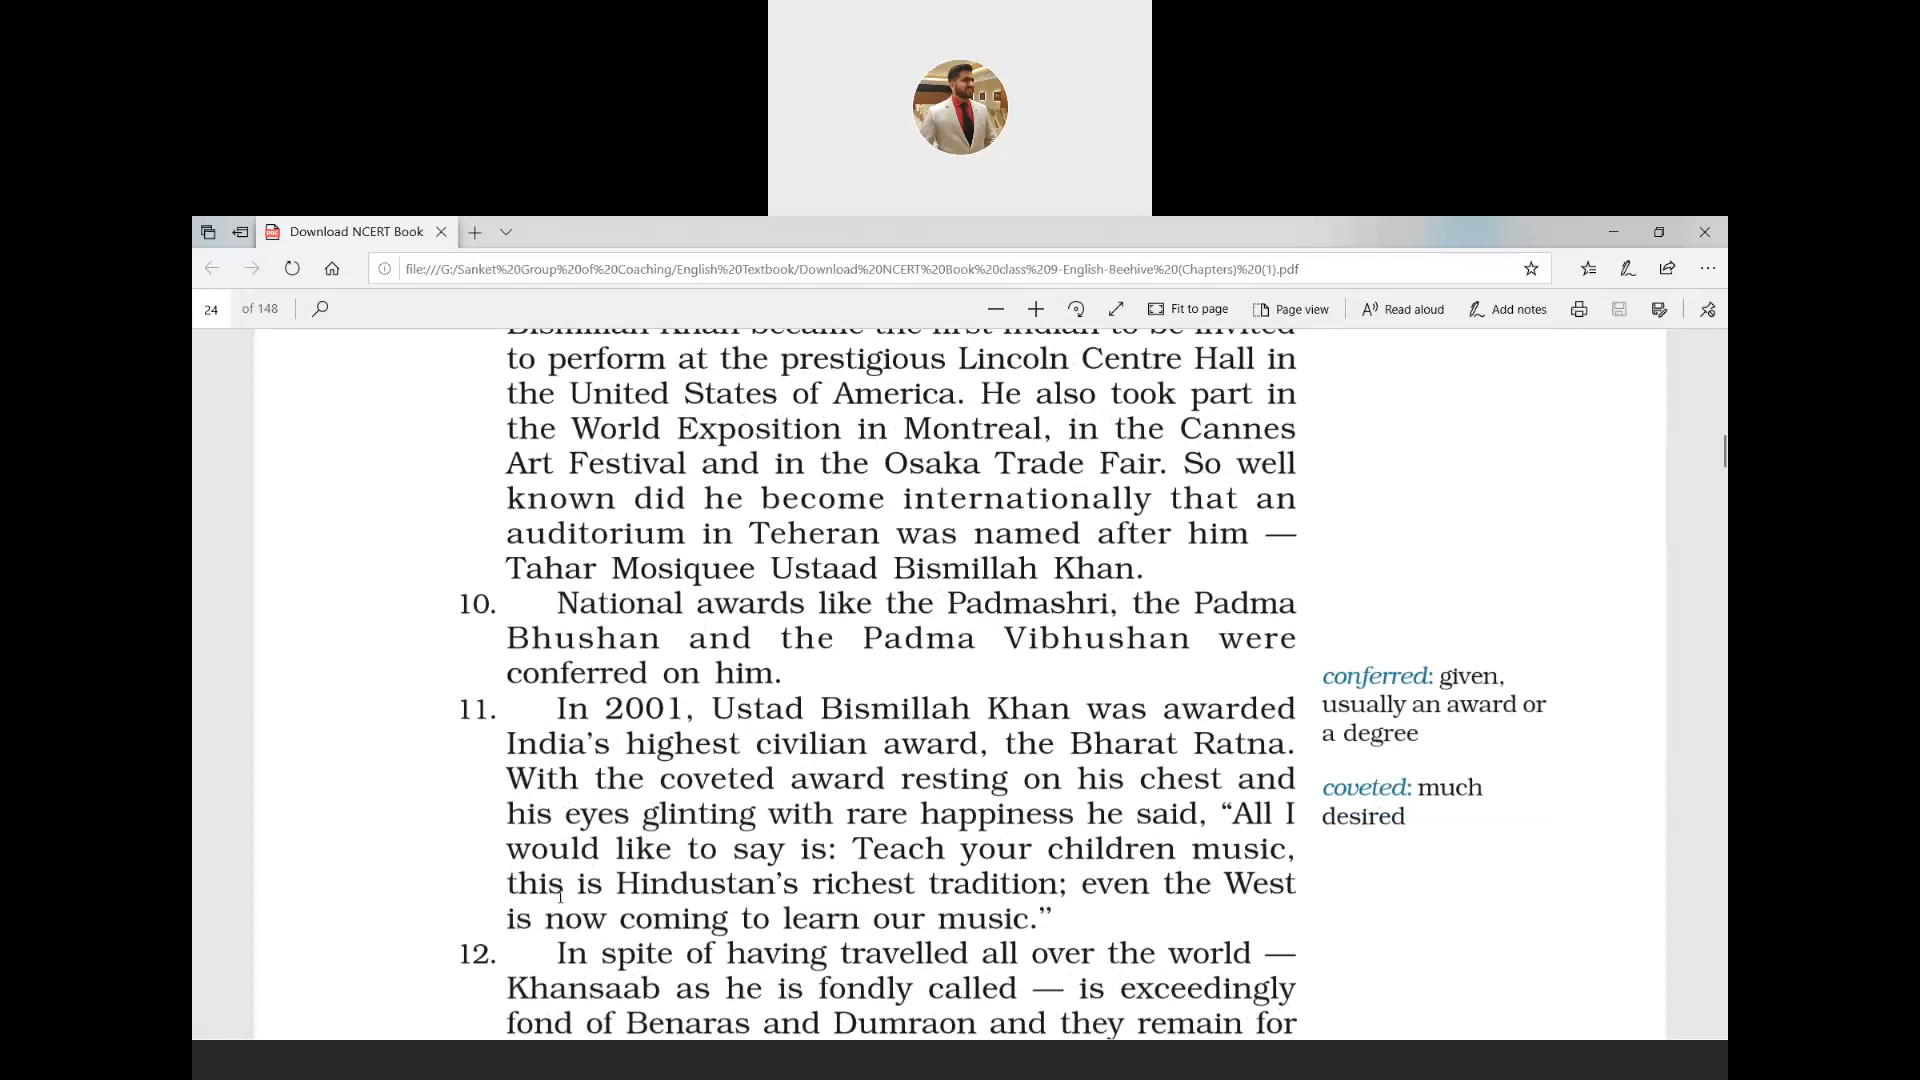 Download NCERT Book
file:///G:/Sanket%20Group%20of%20Coaching/English%20Textbook/Download%20NCERT%20Book%20class%209-English-Beehive%20(Chapters)%20(1).pdf
24 of 148 Fit to page Page view Read aloud Add notes
Bismillah Khan became the first Indian to be invited
to perform at the prestigious Lincoln Centre Hall in
the United States of America. He also took part in
the World Exposition in Montreal, in the Cannes
Art Festival and in the Osaka Trade Fair. So well
known did he become internationally that an
auditorium in Teheran was named after him —
Tahar Mosiquee Ustaad Bismillah Khan.
10. National awards like the Padmashri, the Padma
Bhushan and the Padma Vibhushan were
conferred on him.
11. In 2001, Ustad Bismillah Khan was awarded
India's highest civilian award, the Bharat Ratna.
With the coveted award resting on his chest and
his eyes glinting with rare happiness he said, “All I
would like to say is: Teach your children music,
this is Hindustan's richest tradition; even the West
is now coming to learn our music.”
12. In spite of having travelled all over the world —
Khansaab as he is fondly called — is exceedingly
fond of Benaras and Dumraon and they remain for
conferred: given,
usually an award or
a degree
coveted: much
desired